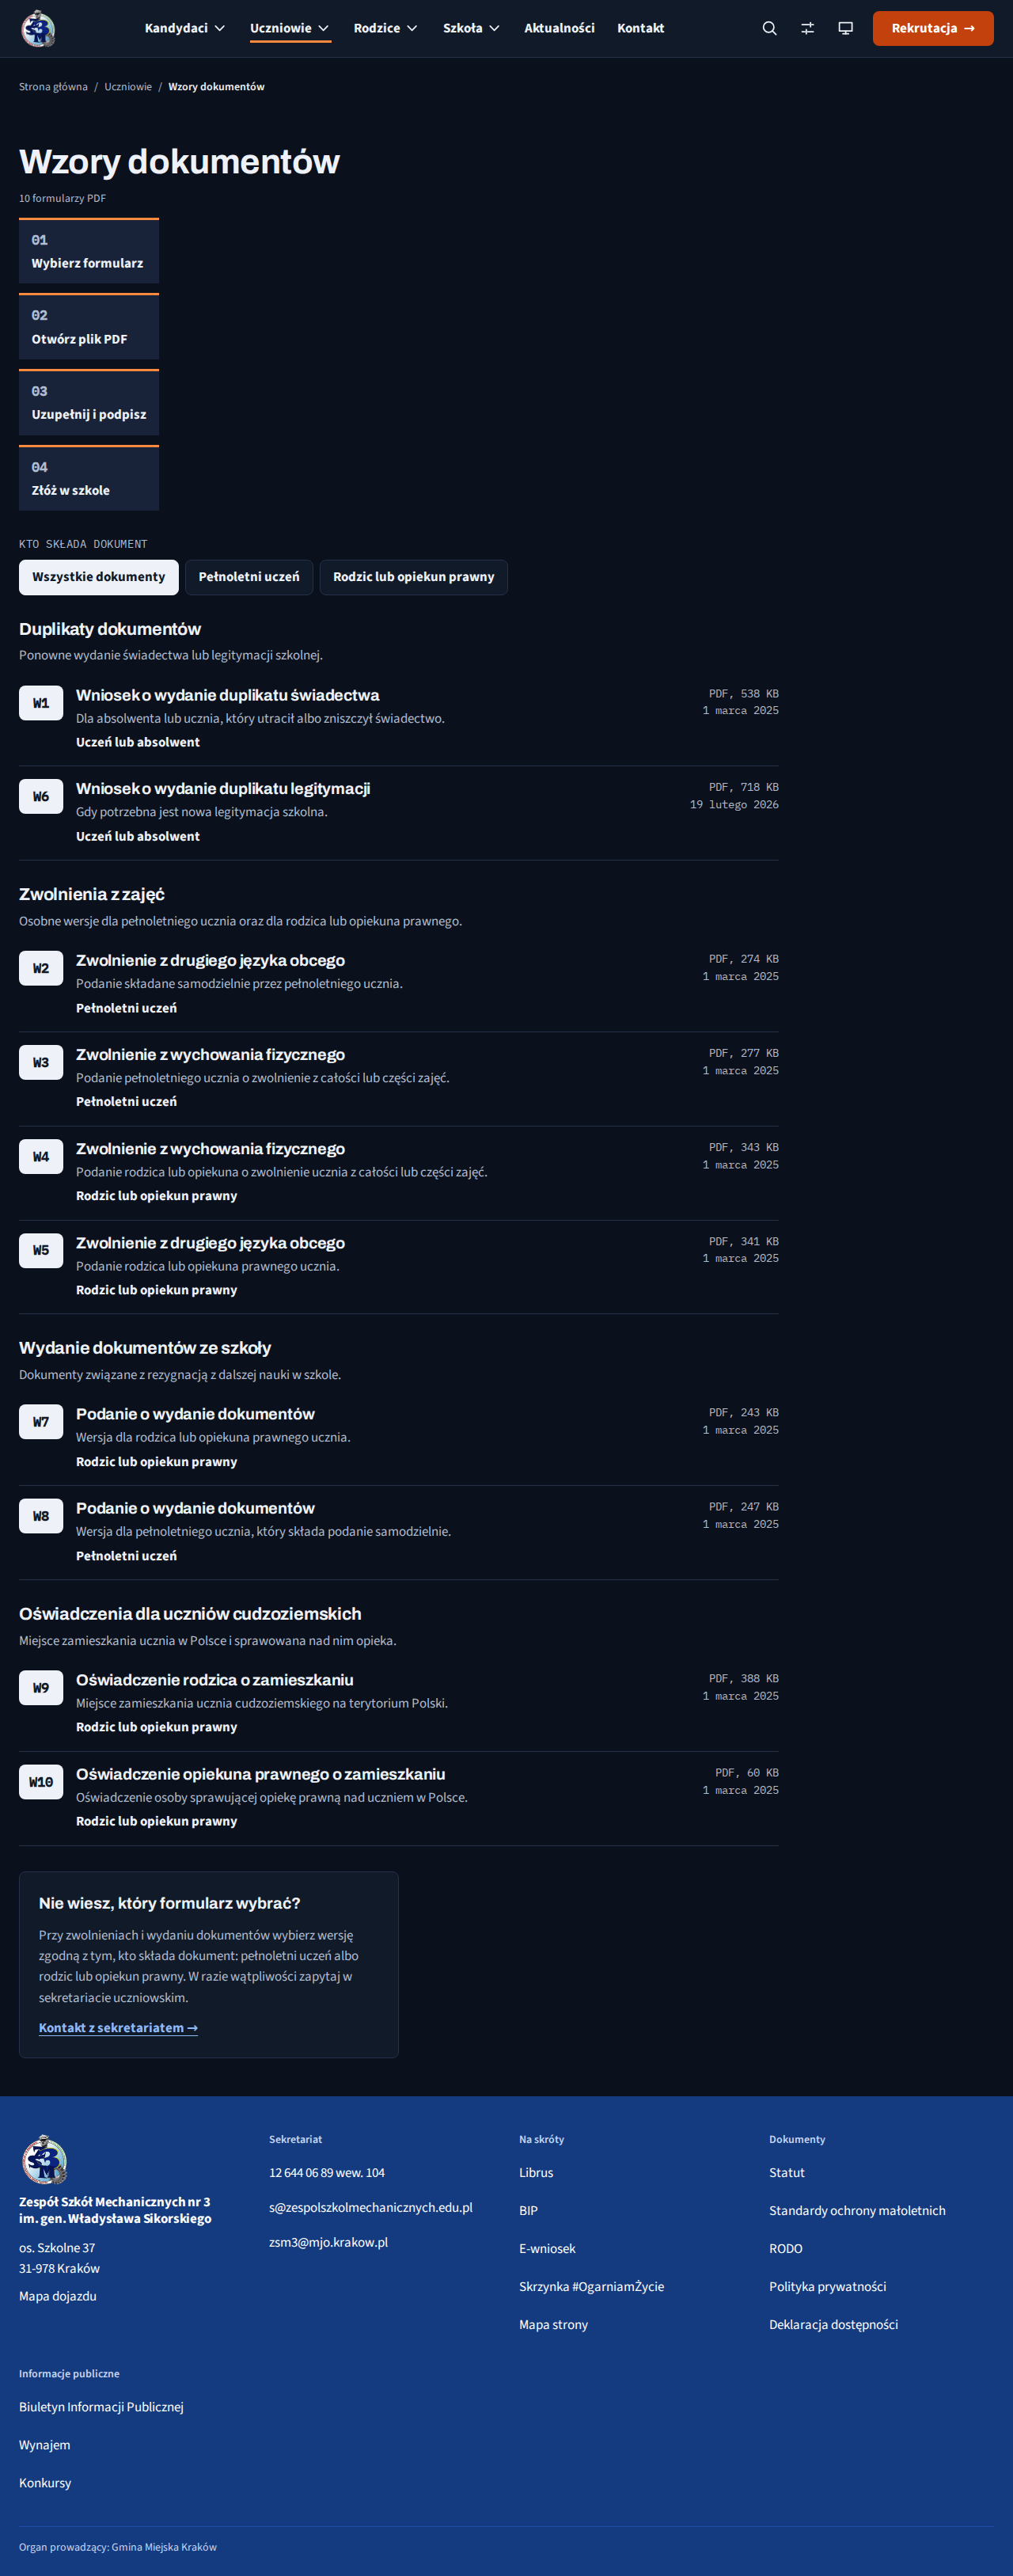 Kandydaci
Uczniowie
Rodzice
Szkoła
Aktualności
Kontakt
Rekrutacja →
Strona główna / Uczniowie / Wzory dokumentów
Wzory dokumentów
10 formularzy PDF
01
Wybierz formularz
02
Otwórz plik PDF
03
Uzupełnij i podpisz
04
Złóż w szkole
KTO SKŁADA DOKUMENT
Wszystkie dokumenty
Pełnoletni uczeń
Rodzic lub opiekun prawny
Duplikaty dokumentów
Ponowne wydanie świadectwa lub legitymacji szkolnej.
W1
Wniosek o wydanie duplikatu świadectwa
Dla absolwenta lub ucznia, który utracił albo zniszczył świadectwo.
Uczeń lub absolwent
PDF, 538 KB
1 marca 2025
W6
Wniosek o wydanie duplikatu legitymacji
Gdy potrzebna jest nowa legitymacja szkolna.
Uczeń lub absolwent
PDF, 718 KB
19 lutego 2026
Zwolnienia z zajęć
Osobne wersje dla pełnoletniego ucznia oraz dla rodzica lub opiekuna prawnego.
W2
Zwolnienie z drugiego języka obcego
Podanie składane samodzielnie przez pełnoletniego ucznia.
Pełnoletni uczeń
PDF, 274 KB
1 marca 2025
W3
Zwolnienie z wychowania fizycznego
Podanie pełnoletniego ucznia o zwolnienie z całości lub części zajęć.
Pełnoletni uczeń
PDF, 277 KB
1 marca 2025
W4
Zwolnienie z wychowania fizycznego
Podanie rodzica lub opiekuna o zwolnienie ucznia z całości lub części zajęć.
Rodzic lub opiekun prawny
PDF, 343 KB
1 marca 2025
W5
Zwolnienie z drugiego języka obcego
Podanie rodzica lub opiekuna prawnego ucznia.
Rodzic lub opiekun prawny
PDF, 341 KB
1 marca 2025
Wydanie dokumentów ze szkoły
Dokumenty związane z rezygnacją z dalszej nauki w szkole.
W7
Podanie o wydanie dokumentów
Wersja dla rodzica lub opiekuna prawnego ucznia.
Rodzic lub opiekun prawny
PDF, 243 KB
1 marca 2025
W8
Podanie o wydanie dokumentów
Wersja dla pełnoletniego ucznia, który składa podanie samodzielnie.
Pełnoletni uczeń
PDF, 247 KB
1 marca 2025
Oświadczenia dla uczniów cudzoziemskich
Miejsce zamieszkania ucznia w Polsce i sprawowana nad nim opieka.
W9
Oświadczenie rodzica o zamieszkaniu
Miejsce zamieszkania ucznia cudzoziemskiego na terytorium Polski.
Rodzic lub opiekun prawny
PDF, 388 KB
1 marca 2025
W10
Oświadczenie opiekuna prawnego o zamieszkaniu
Oświadczenie osoby sprawującej opiekę prawną nad uczniem w Polsce.
Rodzic lub opiekun prawny
PDF, 60 KB
1 marca 2025
Nie wiesz, który formularz wybrać?
Przy zwolnieniach i wydaniu dokumentów wybierz wersję
zgodną z tym, kto składa dokument: pełnoletni uczeń albo
rodzic lub opiekun prawny. W razie wątpliwości zapytaj w
sekretariacie uczniowskim.
Kontakt z sekretariatem →
Zespół Szkół Mechanicznych nr 3
im. gen. Władysława Sikorskiego
os. Szkolne 37
31-978 Kraków
Mapa dojazdu
Sekretariat
12 644 06 89 wew. 104
s@zespolszkolmechanicznych.edu.pl
zsm3@mjo.krakow.pl
Na skróty
Librus
BIP
E-wniosek
Skrzynka #OgarniamŻycie
Mapa strony
Dokumenty
Statut
Standardy ochrony małoletnich
RODO
Polityka prywatności
Deklaracja dostępności
Informacje publiczne
Biuletyn Informacji Publicznej
Wynajem
Konkursy
Organ prowadzący: Gmina Miejska Kraków